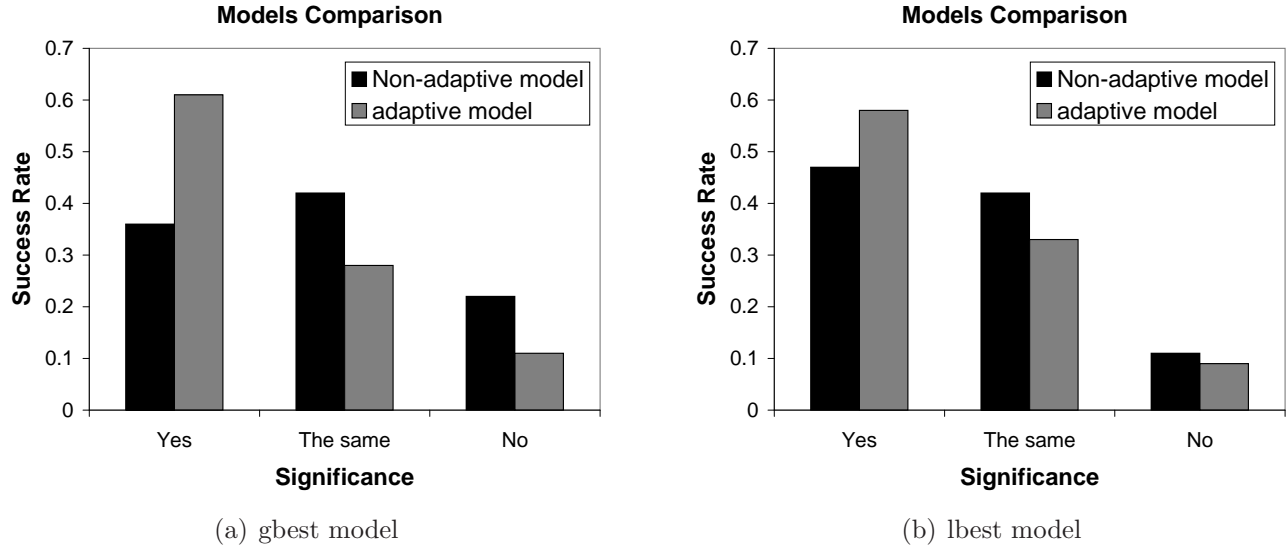 Models Comparison
0.7
0.6
0.5
0.4
0.3
0.2
0.1
0
Success Rate
Non-adaptive model
adaptive model
Yes
The same
No
Significance
(a) gbest model
Models Comparison
0.7
0.6
0.5
0.4
0.3
0.2
0.1
0
Success Rate
Non-adaptive model
adaptive model
Yes
The same
No
Significance
(b) lbest model